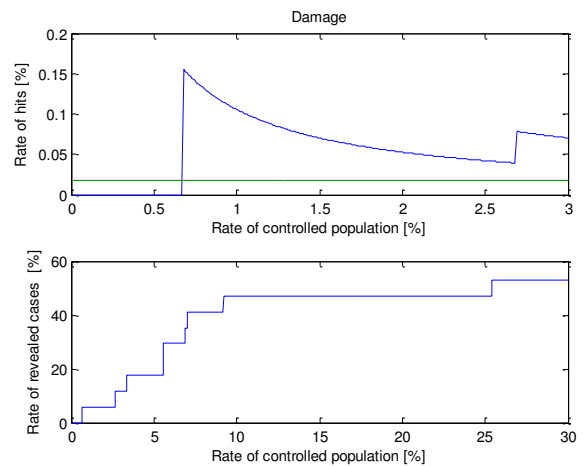 Damage
0.2
0.15
0.1
0.05
0
Rate of hits [%]
0 0.5 1 1.5 2 2.5 3
Rate of controlled population [%]
60
40
20
0
Rate of revealed cases [%]
0 5 10 15 20 25 30
Rate of controlled population [%]